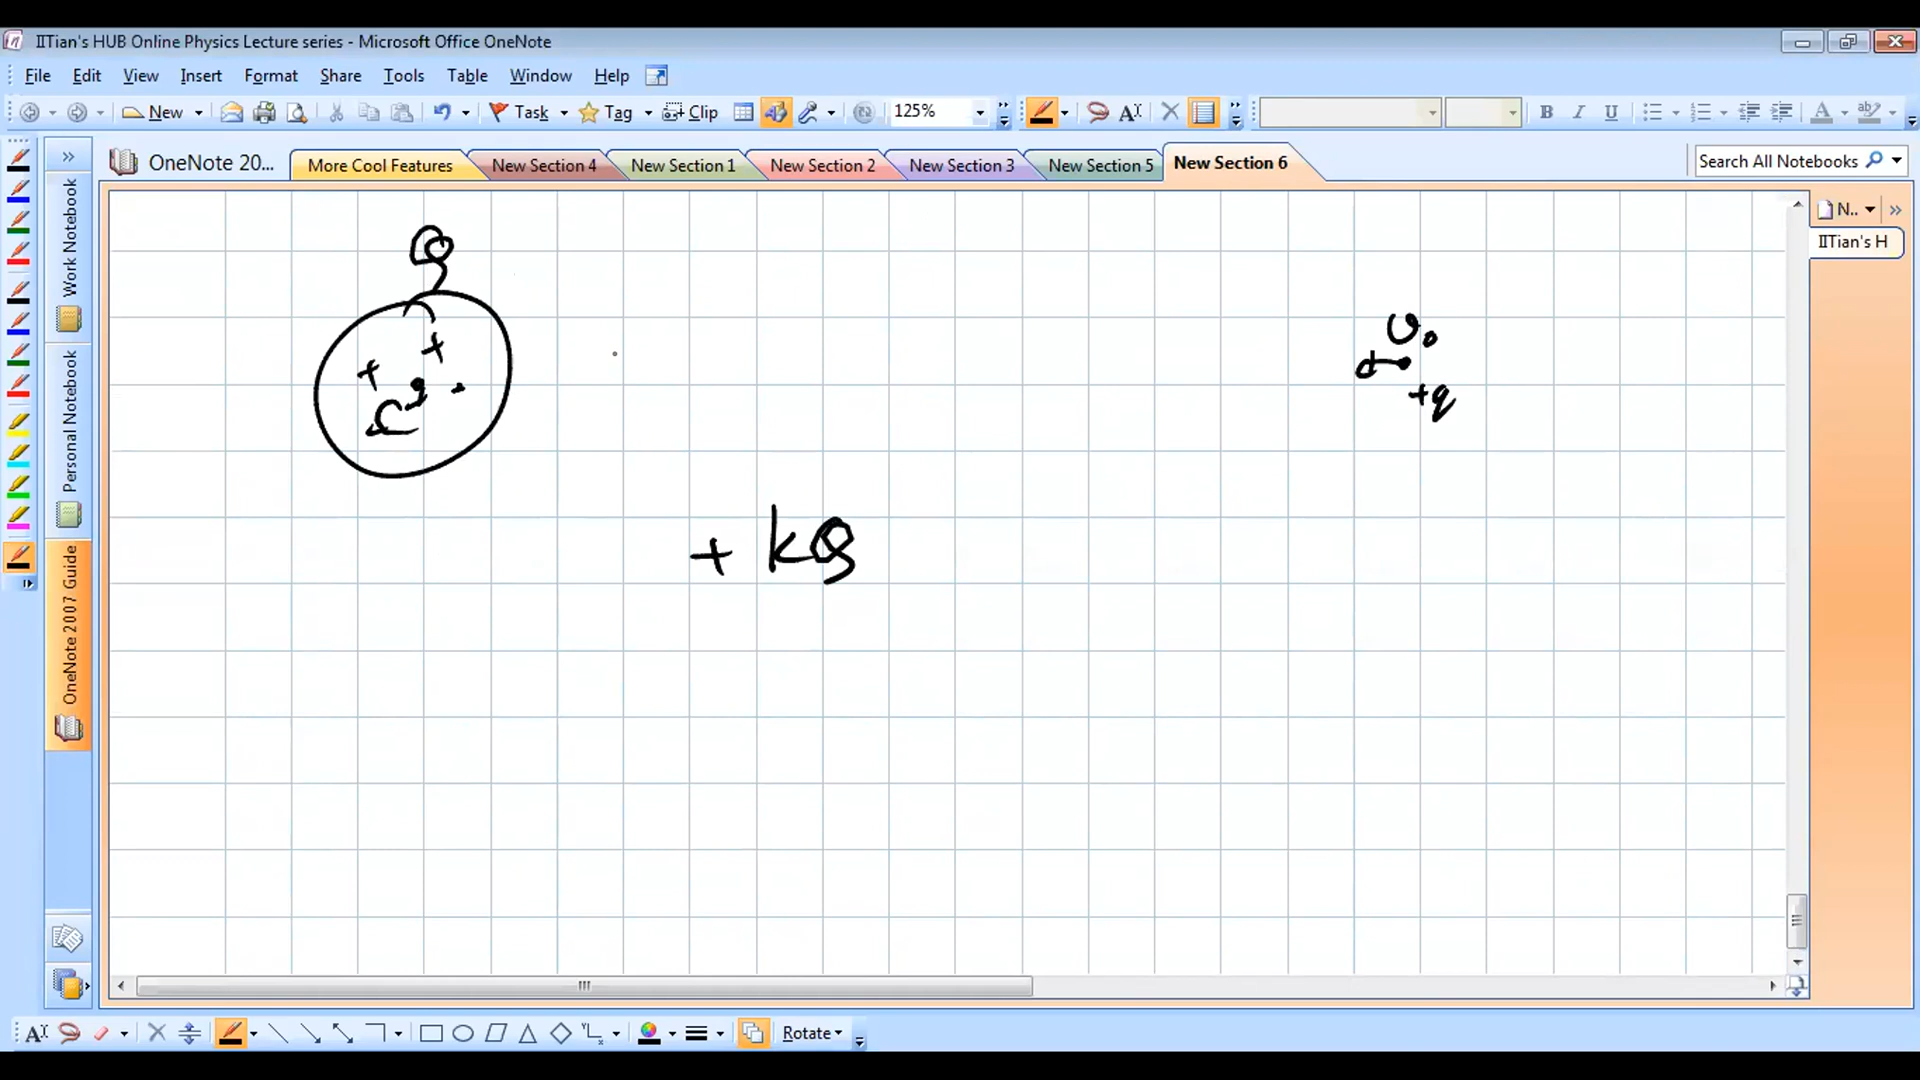 IITian's HUB Online Physics Lecture series - Microsoft Office OneNote
File Edit View Insert Format Share Tools Table Window Help
New Task Tag Clip 125% B I U A ab
OneNote 20... More Cool Features New Section 4 New Section 1 New Section 2 New Section 3 New Section 5 New Section 6 Search All Notebooks
N..
IITian's H
Work Notebook
Personal Notebook
OneNote 2007 Guide
Q
+ +
υ₀
+q
+ kQ
Rotate